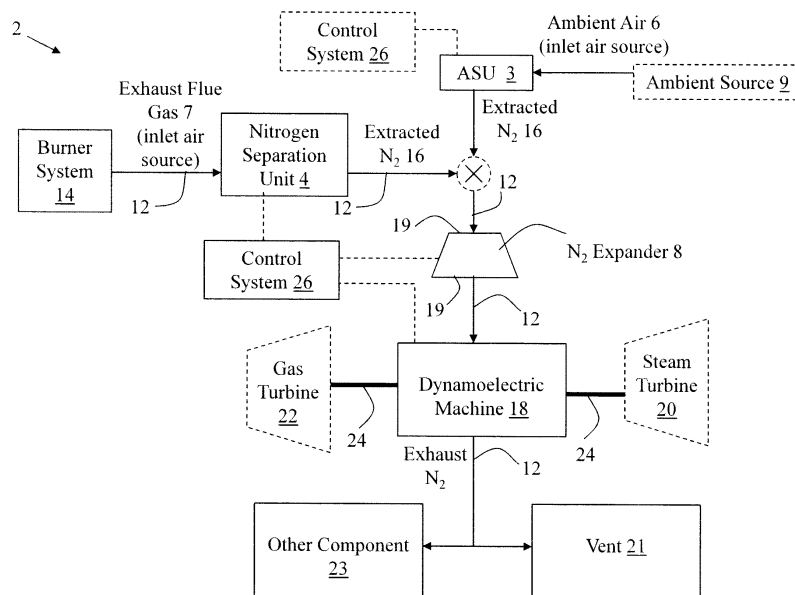 2
Control
System 26
Ambient Air 6
(inlet air source)
ASU 3
Ambient Source 9
Exhaust Flue
Gas 7
(inlet air
source)
Extracted
N2 16
Burner
System
14
12
Nitrogen
Separation
Unit 4
Extracted
N2 16
12
12
19
N2 Expander 8
Control
System 26
19
12
Gas
Turbine
22
24
Dynamoelectric
Machine 18
24
Steam
Turbine
20
Exhaust
N2
12
Other Component
23
Vent 21